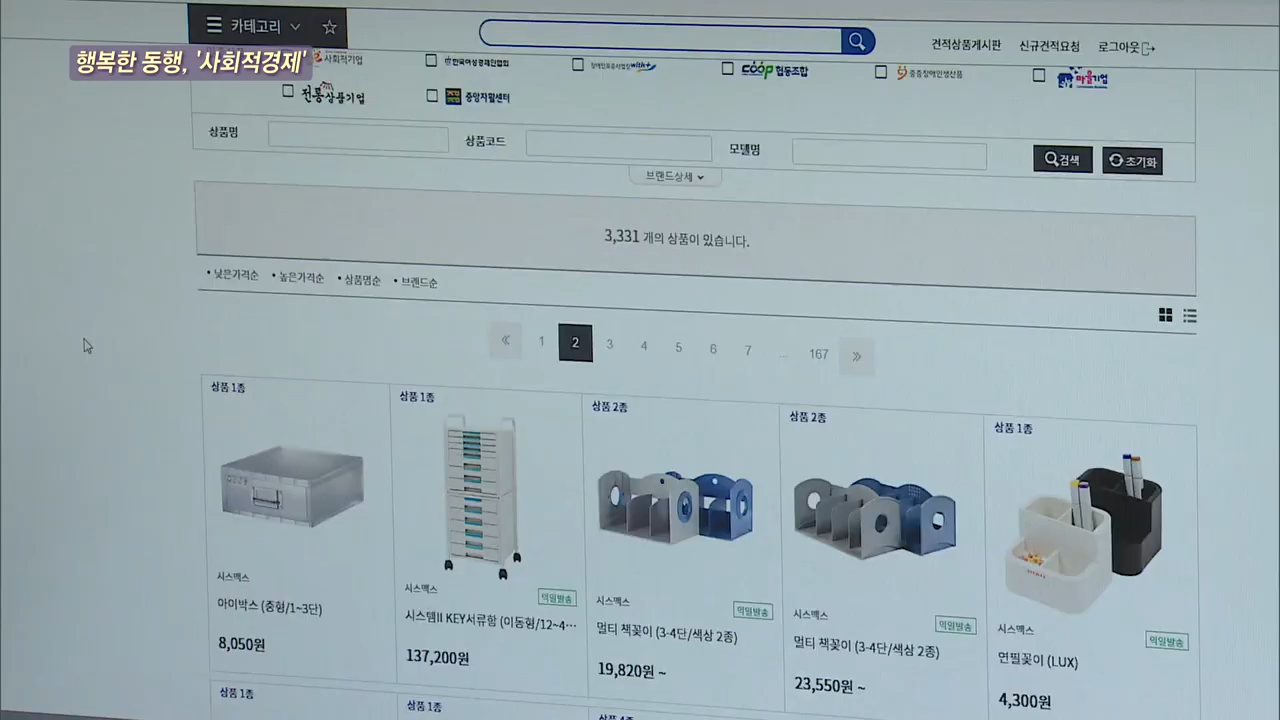 카테고리
행복한 동행, '사회적경제'
견적상품게시판 신규견적요청 로그아웃
사회적기업
한국여성경제인협회
with+
coop 협동조합
중증장애인생산품
마을기업
전통상품기업
중앙자활센터
상품명 상품코드 모델명 검색 초기화
브랜드상세
3,331 개의 상품이 있습니다.
• 낮은가격순 • 높은가격순 • 상품명순 • 브랜드순
« 1 2 3 4 5 6 7 ... 167 »
상품 1종
시스맥스
아이박스 (중형/1~3단)
8,050원
상품 1종
시스맥스
익일발송
시스템II KEY서류함 (이동형/12~4···
137,200원
상품 2종
시스맥스
익일발송
멀티 책꽂이 (3-4단/색상 2종)
19,820원 ~
상품 2종
시스맥스
익일발송
멀티 책꽂이 (3-4단/색상 2종)
23,550원 ~
상품 1종
시스맥스
익일발송
연필꽂이 (LUX)
4,300원
상품 1종
상품 1종